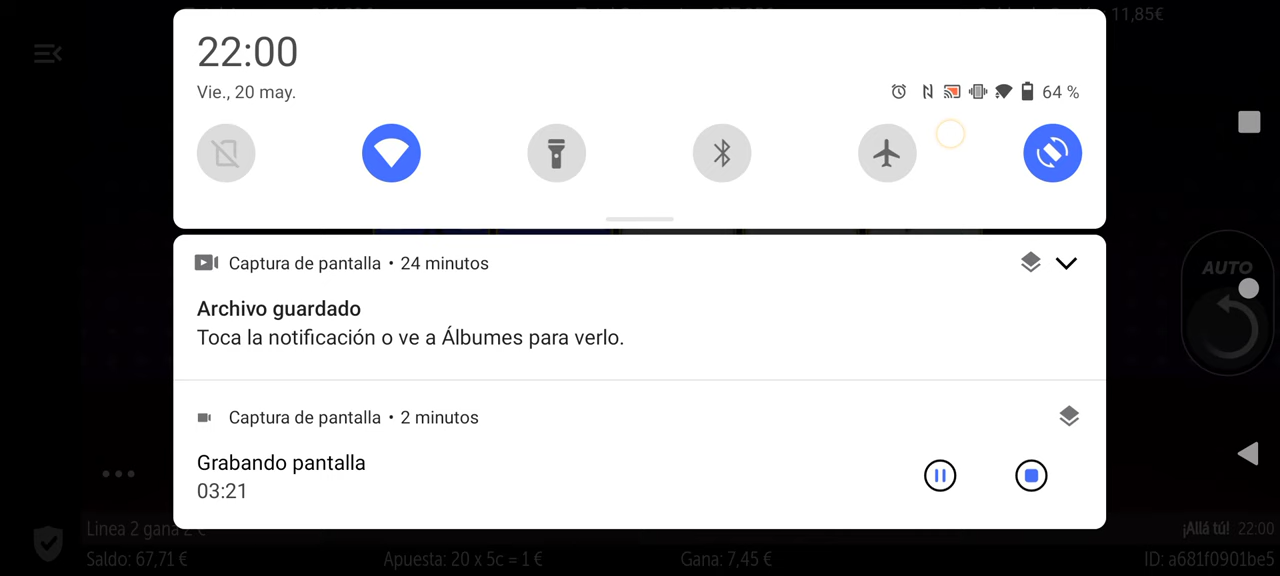 11,85€
22:00
Vie., 20 may.
64 %
Captura de pantalla • 24 minutos
Archivo guardado
Toca la notificación o ve a Álbumes para verlo.
Captura de pantalla • 2 minutos
Grabando pantalla
03:21
AUTO
Linea 2 gana 2 €
¡Allá tú! 22:00
Saldo: 67,71 €
Apuesta: 20 x 5c = 1 €
Gana: 7,45 €
ID: a681f0901be5